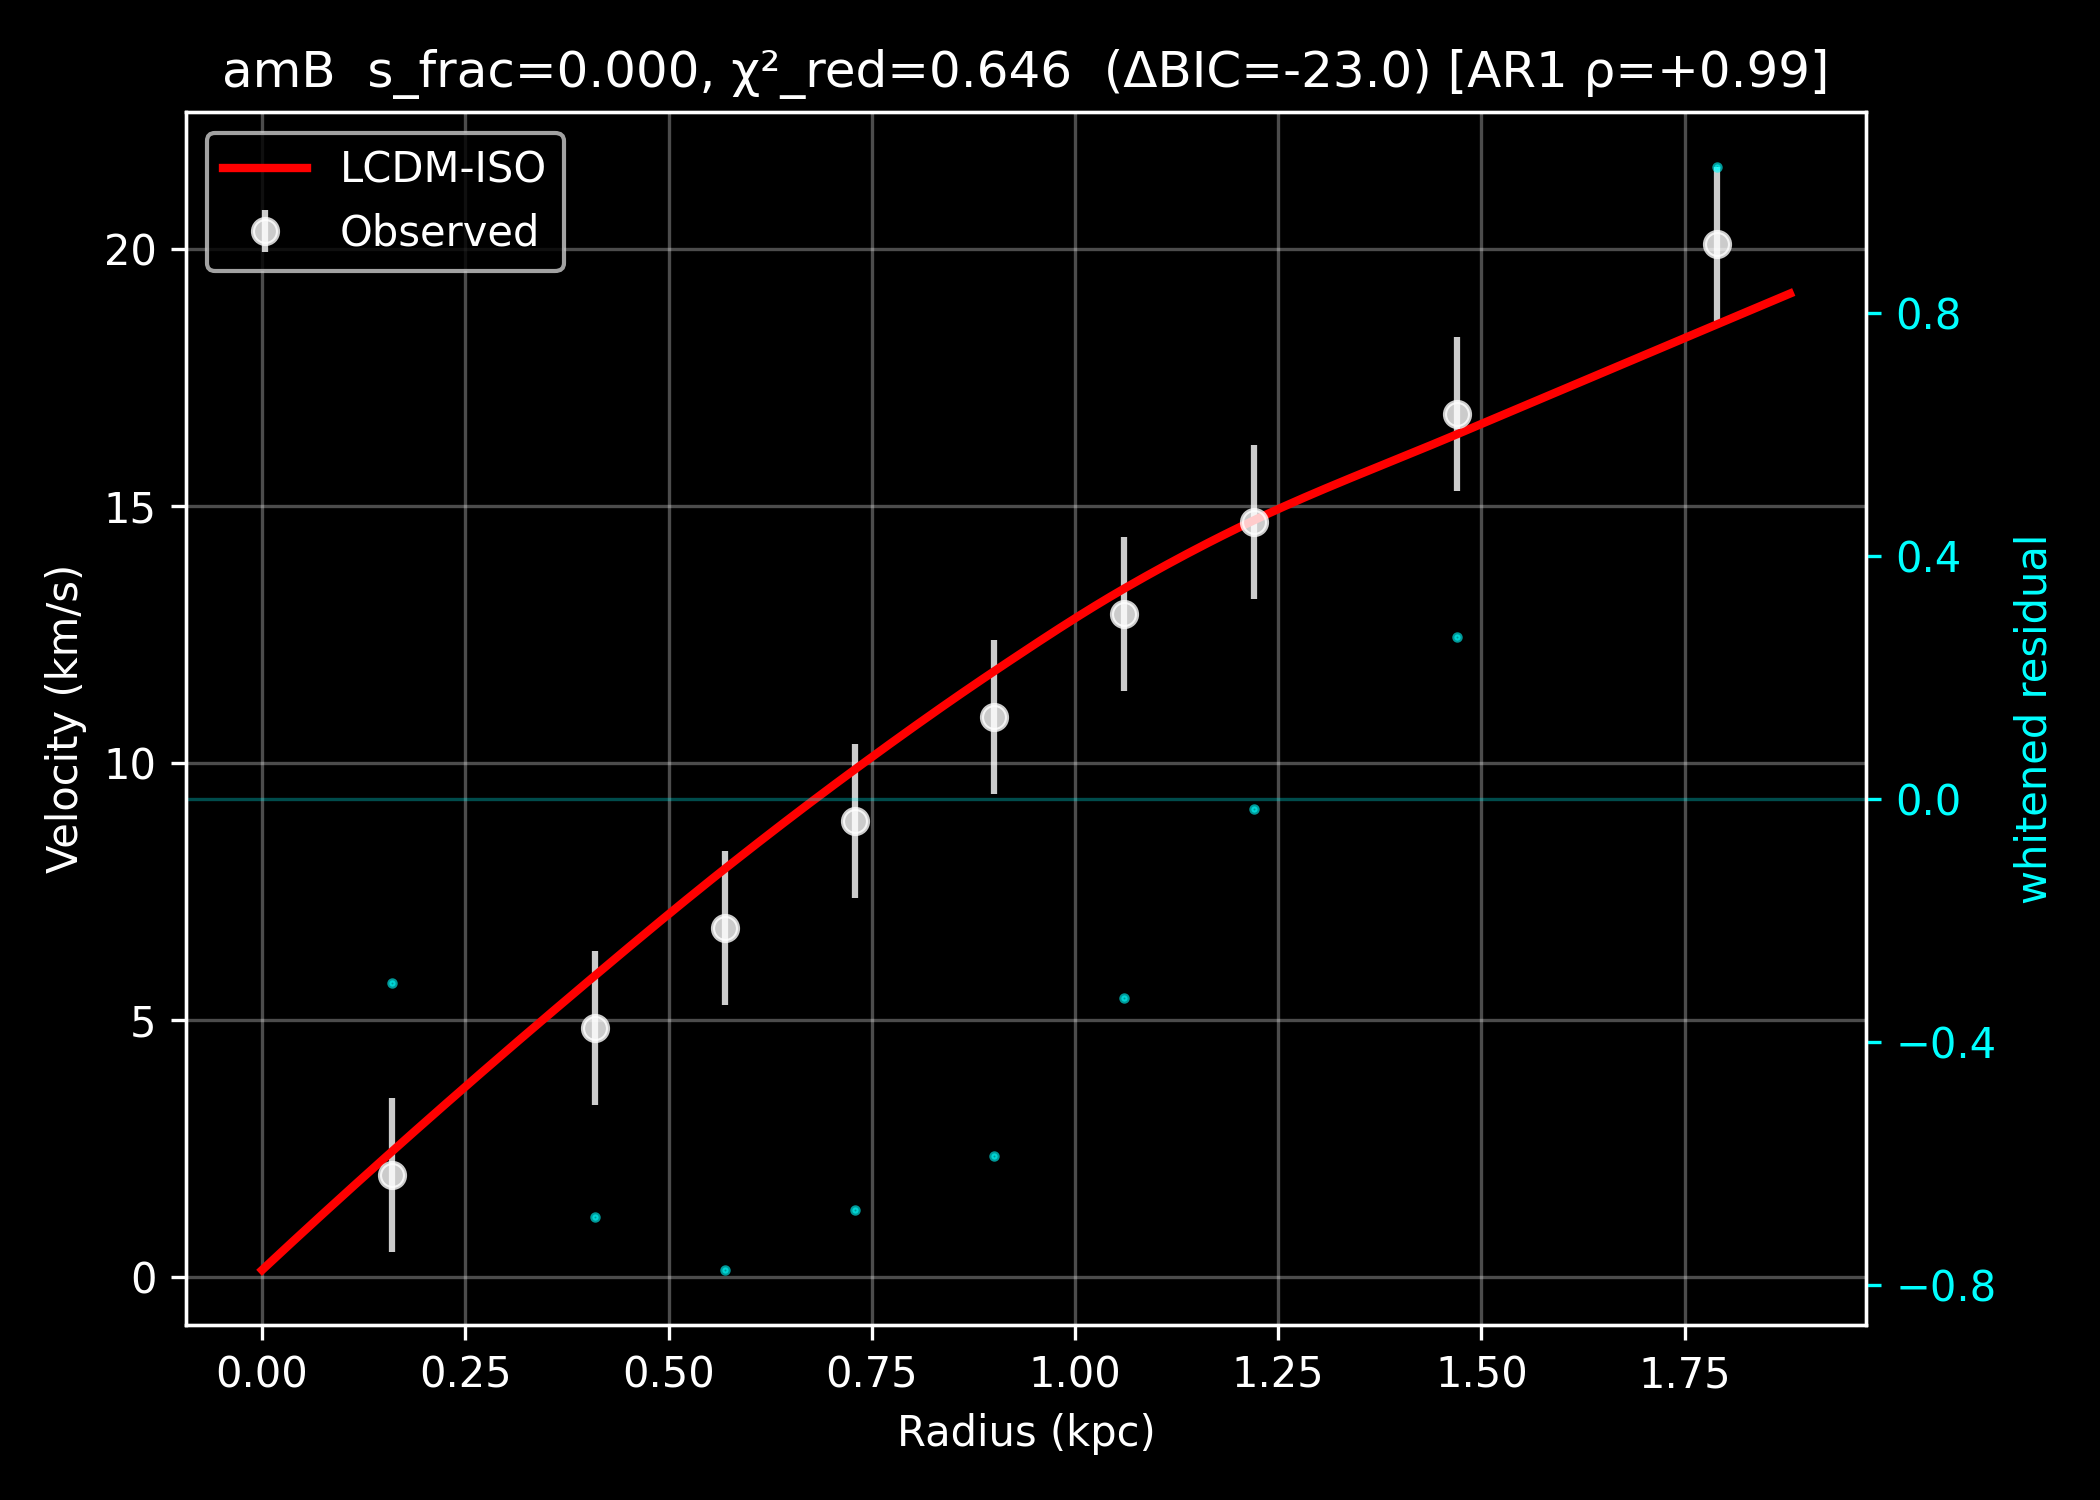 amB  s_frac=0.000, χ²_red=0.646  (ΔBIC=-23.0) [AR1 ρ=+0.99]
LCDM-ISO
Observed
20
15
10
5
0
Velocity (km/s)
0.8
0.4
0.0
−0.4
−0.8
whitened residual
0.00 0.25 0.50 0.75 1.00 1.25 1.50 1.75
Radius (kpc)